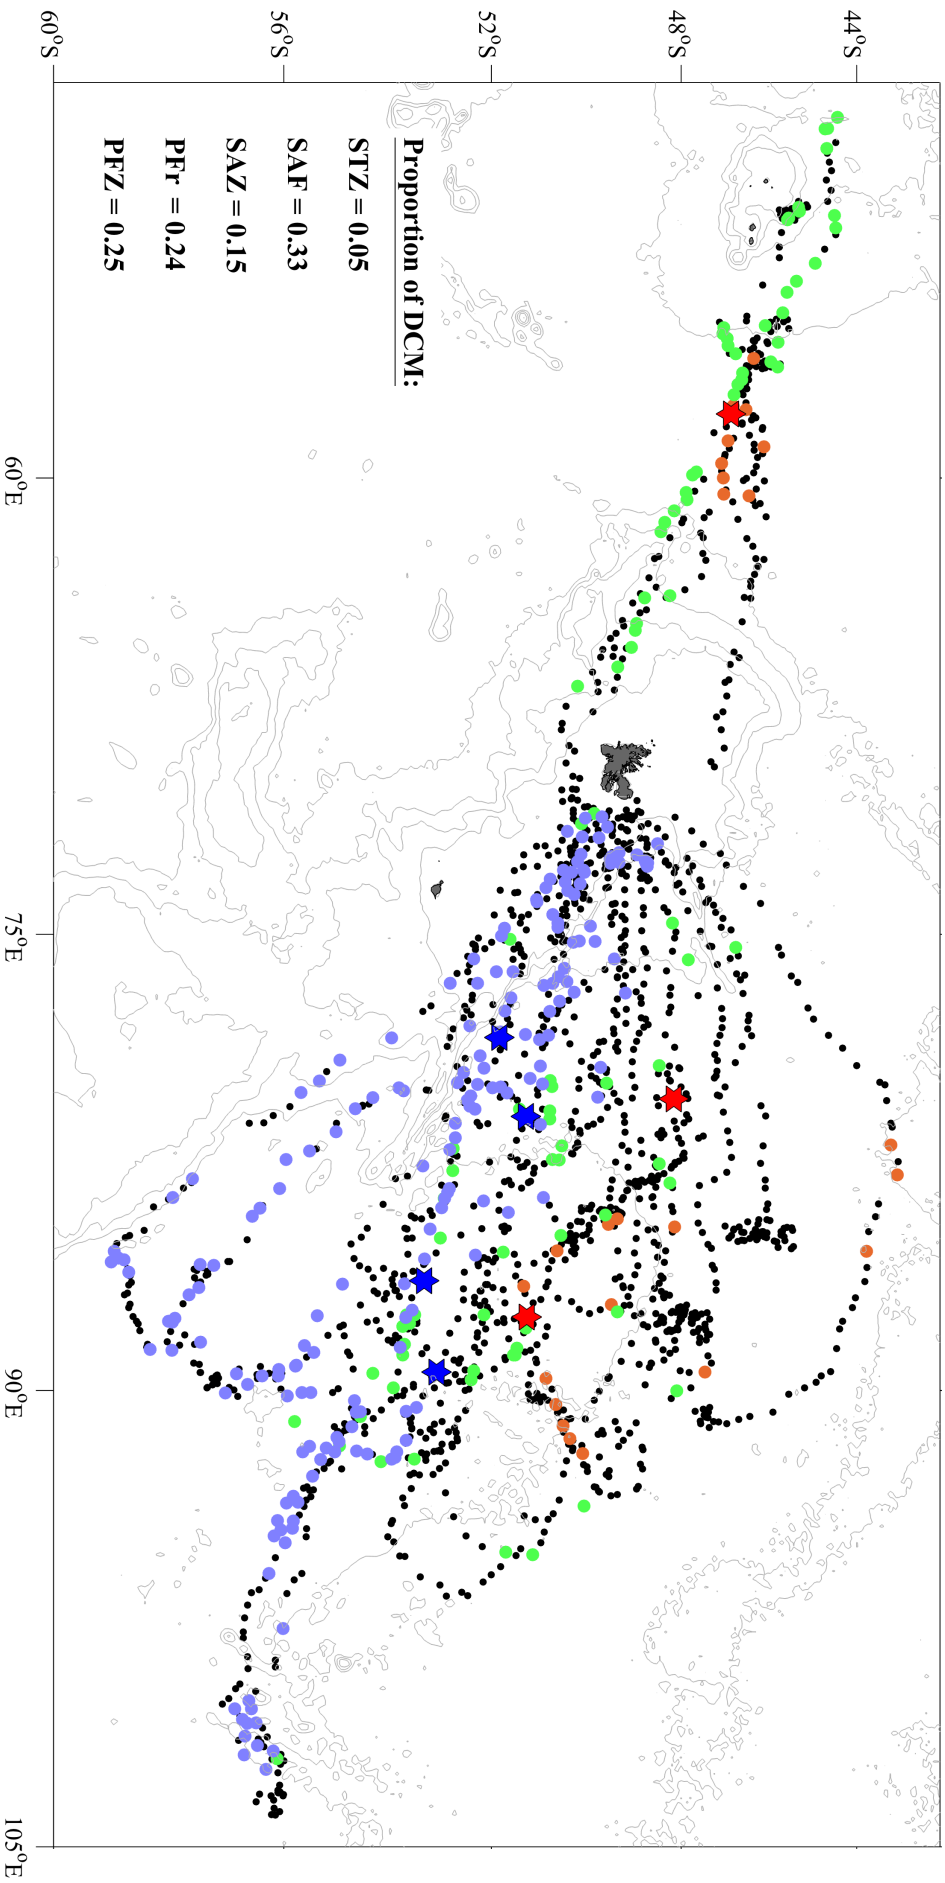 44°S
48°S
52°S
56°S
60°S
60°E
75°E
90°E
105°E
Proportion of DCM:
STZ = 0.05
SAF = 0.33
SAZ = 0.15
PFr = 0.24
PFZ = 0.25